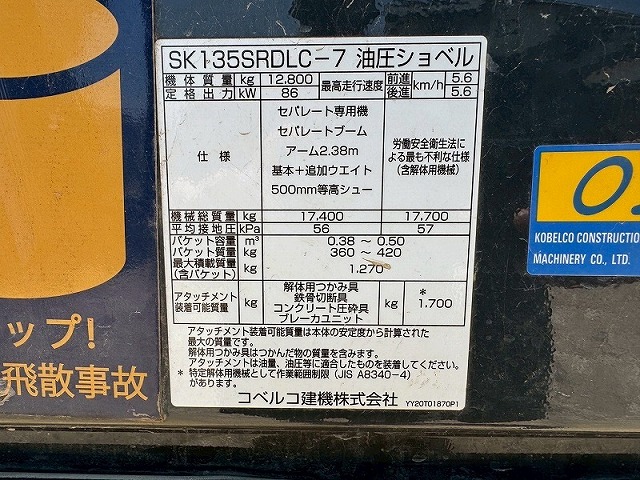 SK135SRDLC-7 油圧ショベル
機体質量 kg 12,800 最高走行速度 前進 km/h 5.6
定格出力 kW 86 後進 5.6
仕様
セパレート専用機
セパレートブーム
アーム2.38m
基本+追加ウエイト
500mm等高シュー
労働安全衛生法に
よる最も不利な仕様
(含解体用機械)
機械総質量 kg 17,400 17,700
平均接地圧 kPa 56 57
バケット容量 m³ 0.38 ~ 0.50
バケット質量 kg 360 ~ 420
最大積載質量
(含バケット) kg 1,270
アタッチメント
装着可能質量 kg
解体用つかみ具
鉄骨切断具
コンクリート圧砕具
ブレーカユニット
kg * 1,700
アタッチメント装着可能質量は本体の安定度から計算された
最大の質量です。
解体用つかみ具はつかんだ物の質量を含みます。
アタッチメントは油量、油圧等に適合したものを装着してください。
* 特定解体用機械として作業範囲制限(JIS A8340-4)
があります。
コベルコ建機株式会社
YY20T01870P1
KOBELCO CONSTRUCTION
MACHINERY CO., LTD.
ップ!
飛散事故